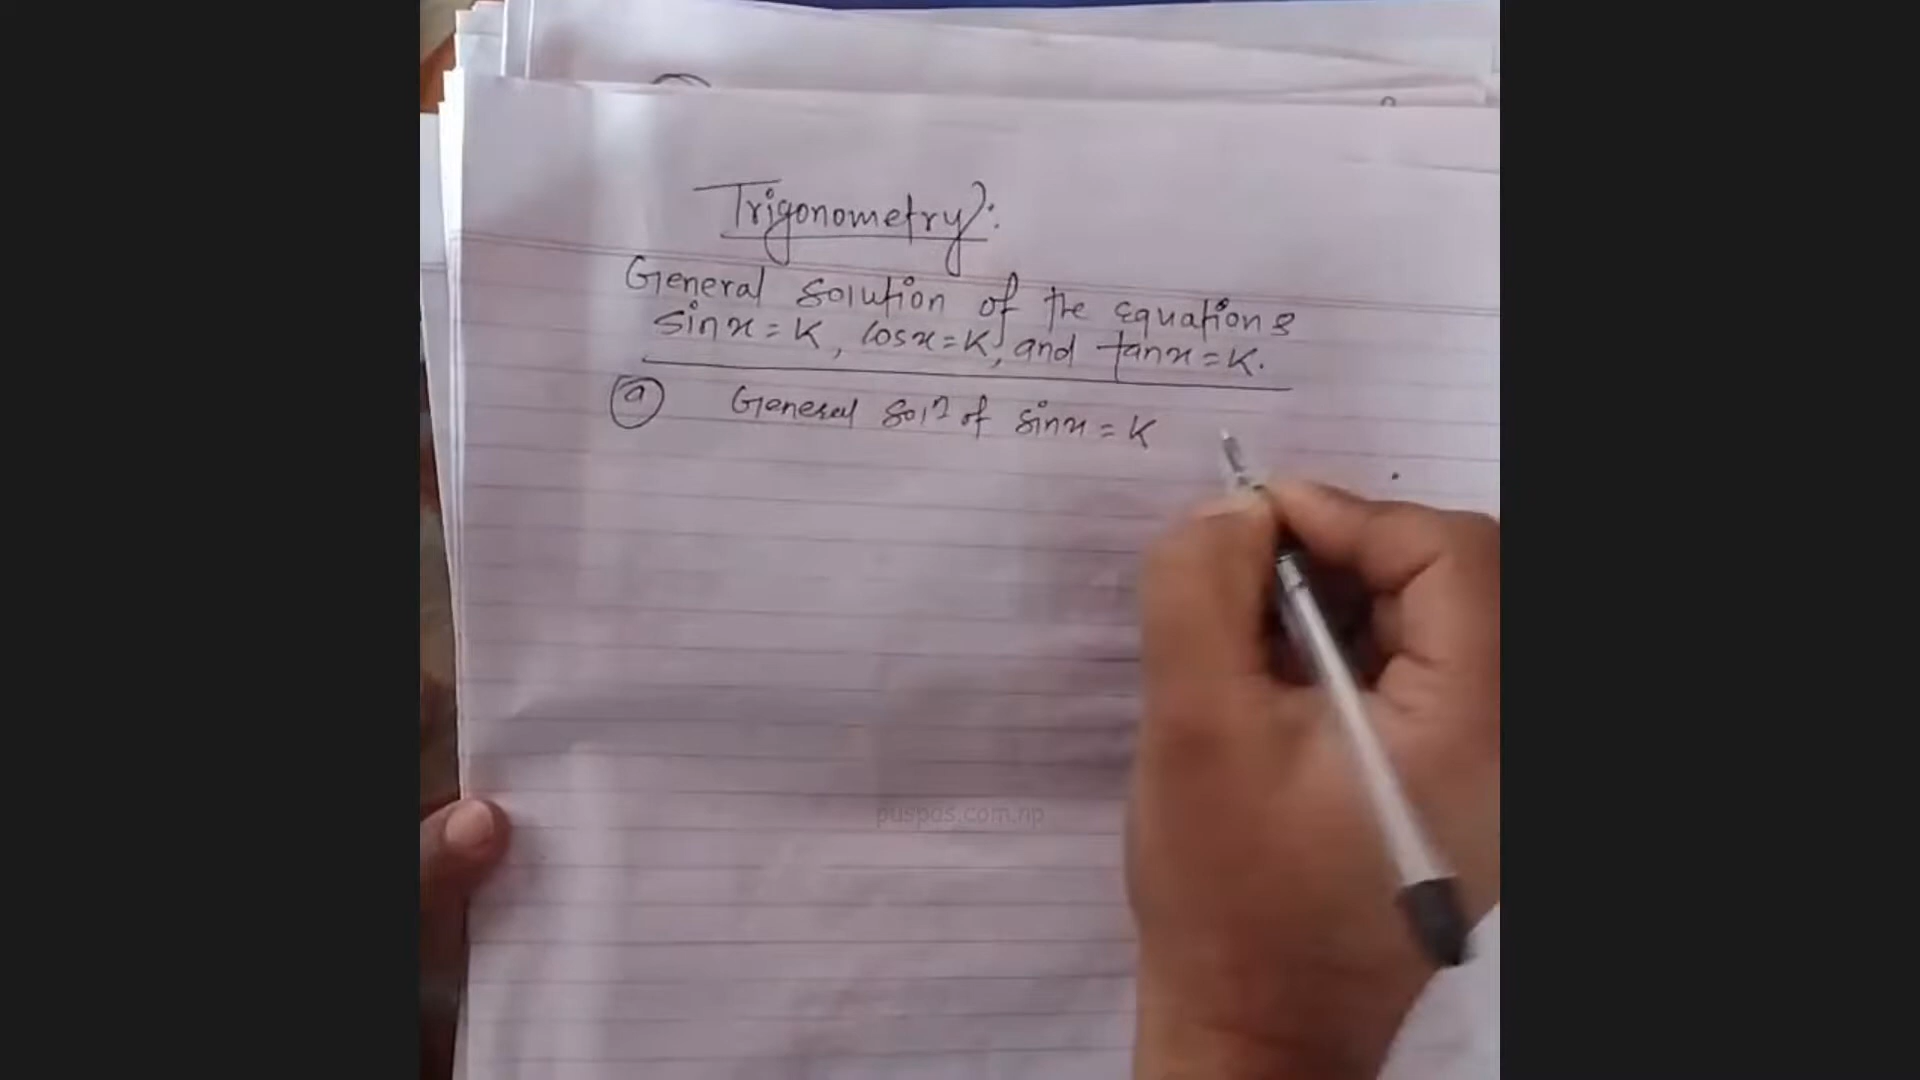 Trigonometry:
General solution of the equations
sinx = K, cosx = K, and tanx = K.
(a) General solⁿ of sinx = K
puspas.com.np